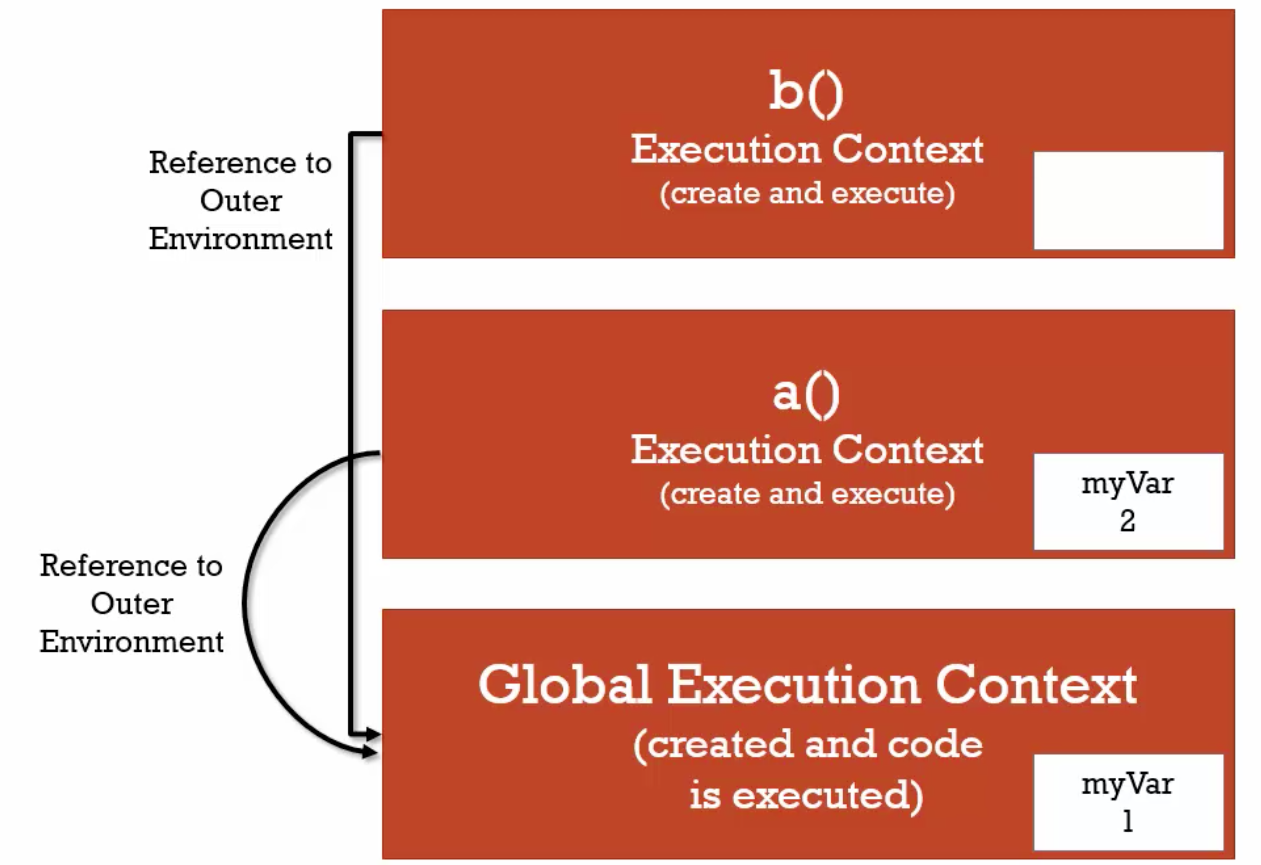 b()
Execution Context
(create and execute)
Reference to
Outer
Environment
a()
Execution Context
(create and execute)
myVar
2
Reference to
Outer
Environment
Global Execution Context
(created and code
is executed)
myVar
1